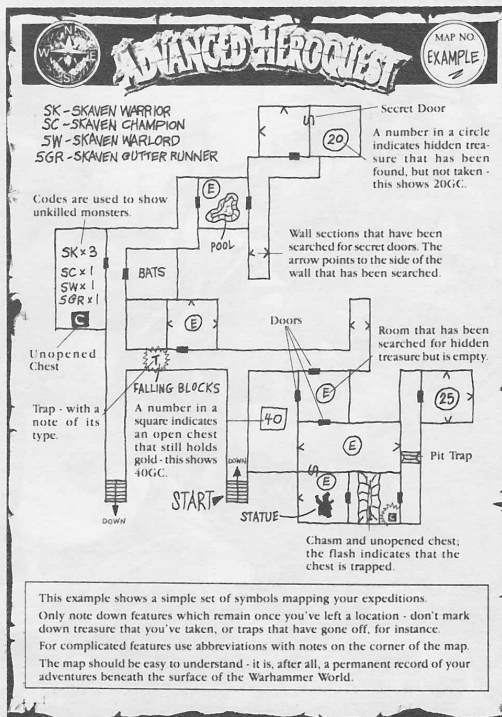 ADVANCED HEROQUEST
MAP NO.
EXAMPLE
SK - SKAVEN WARRIOR
SC - SKAVEN CHAMPION
SW - SKAVEN WARLORD
SGR - SKAVEN GUTTER RUNNER
Secret Door
20
A number in a circle
indicates hidden trea-
sure that has been
found, but not taken -
this shows 20GC.
Codes are used to show
unkilled monsters.
E
POOL
Wall sections that have been
searched for secret doors. The
arrow points to the side of the
wall that has been searched.
SK x 3
SC x 1
SW x 1
SGR x 1
C
BATS
E
Unopened
Chest
Doors
Room that has been
searched for hidden
treasure but is empty.
T
FALLING BLOCKS
Trap - with a
note of its
type.
A number in a
square indicates
an open chest
that still holds
gold - this shows
40GC.
40
E
25
E
Pit Trap
DOWN
START
DOWN
E
STATUE
C
Chasm and unopened chest;
the flash indicates that the
chest is trapped.
This example shows a simple set of symbols mapping your expeditions.
Only note down features which remain once you've left a location - don't mark
down treasure that you've taken, or traps that have gone off, for instance.
For complicated features use abbreviations with notes on the corner of the map.
The map should be easy to understand - it is, after all, a permanent record of your
adventures beneath the surface of the Warhammer World.